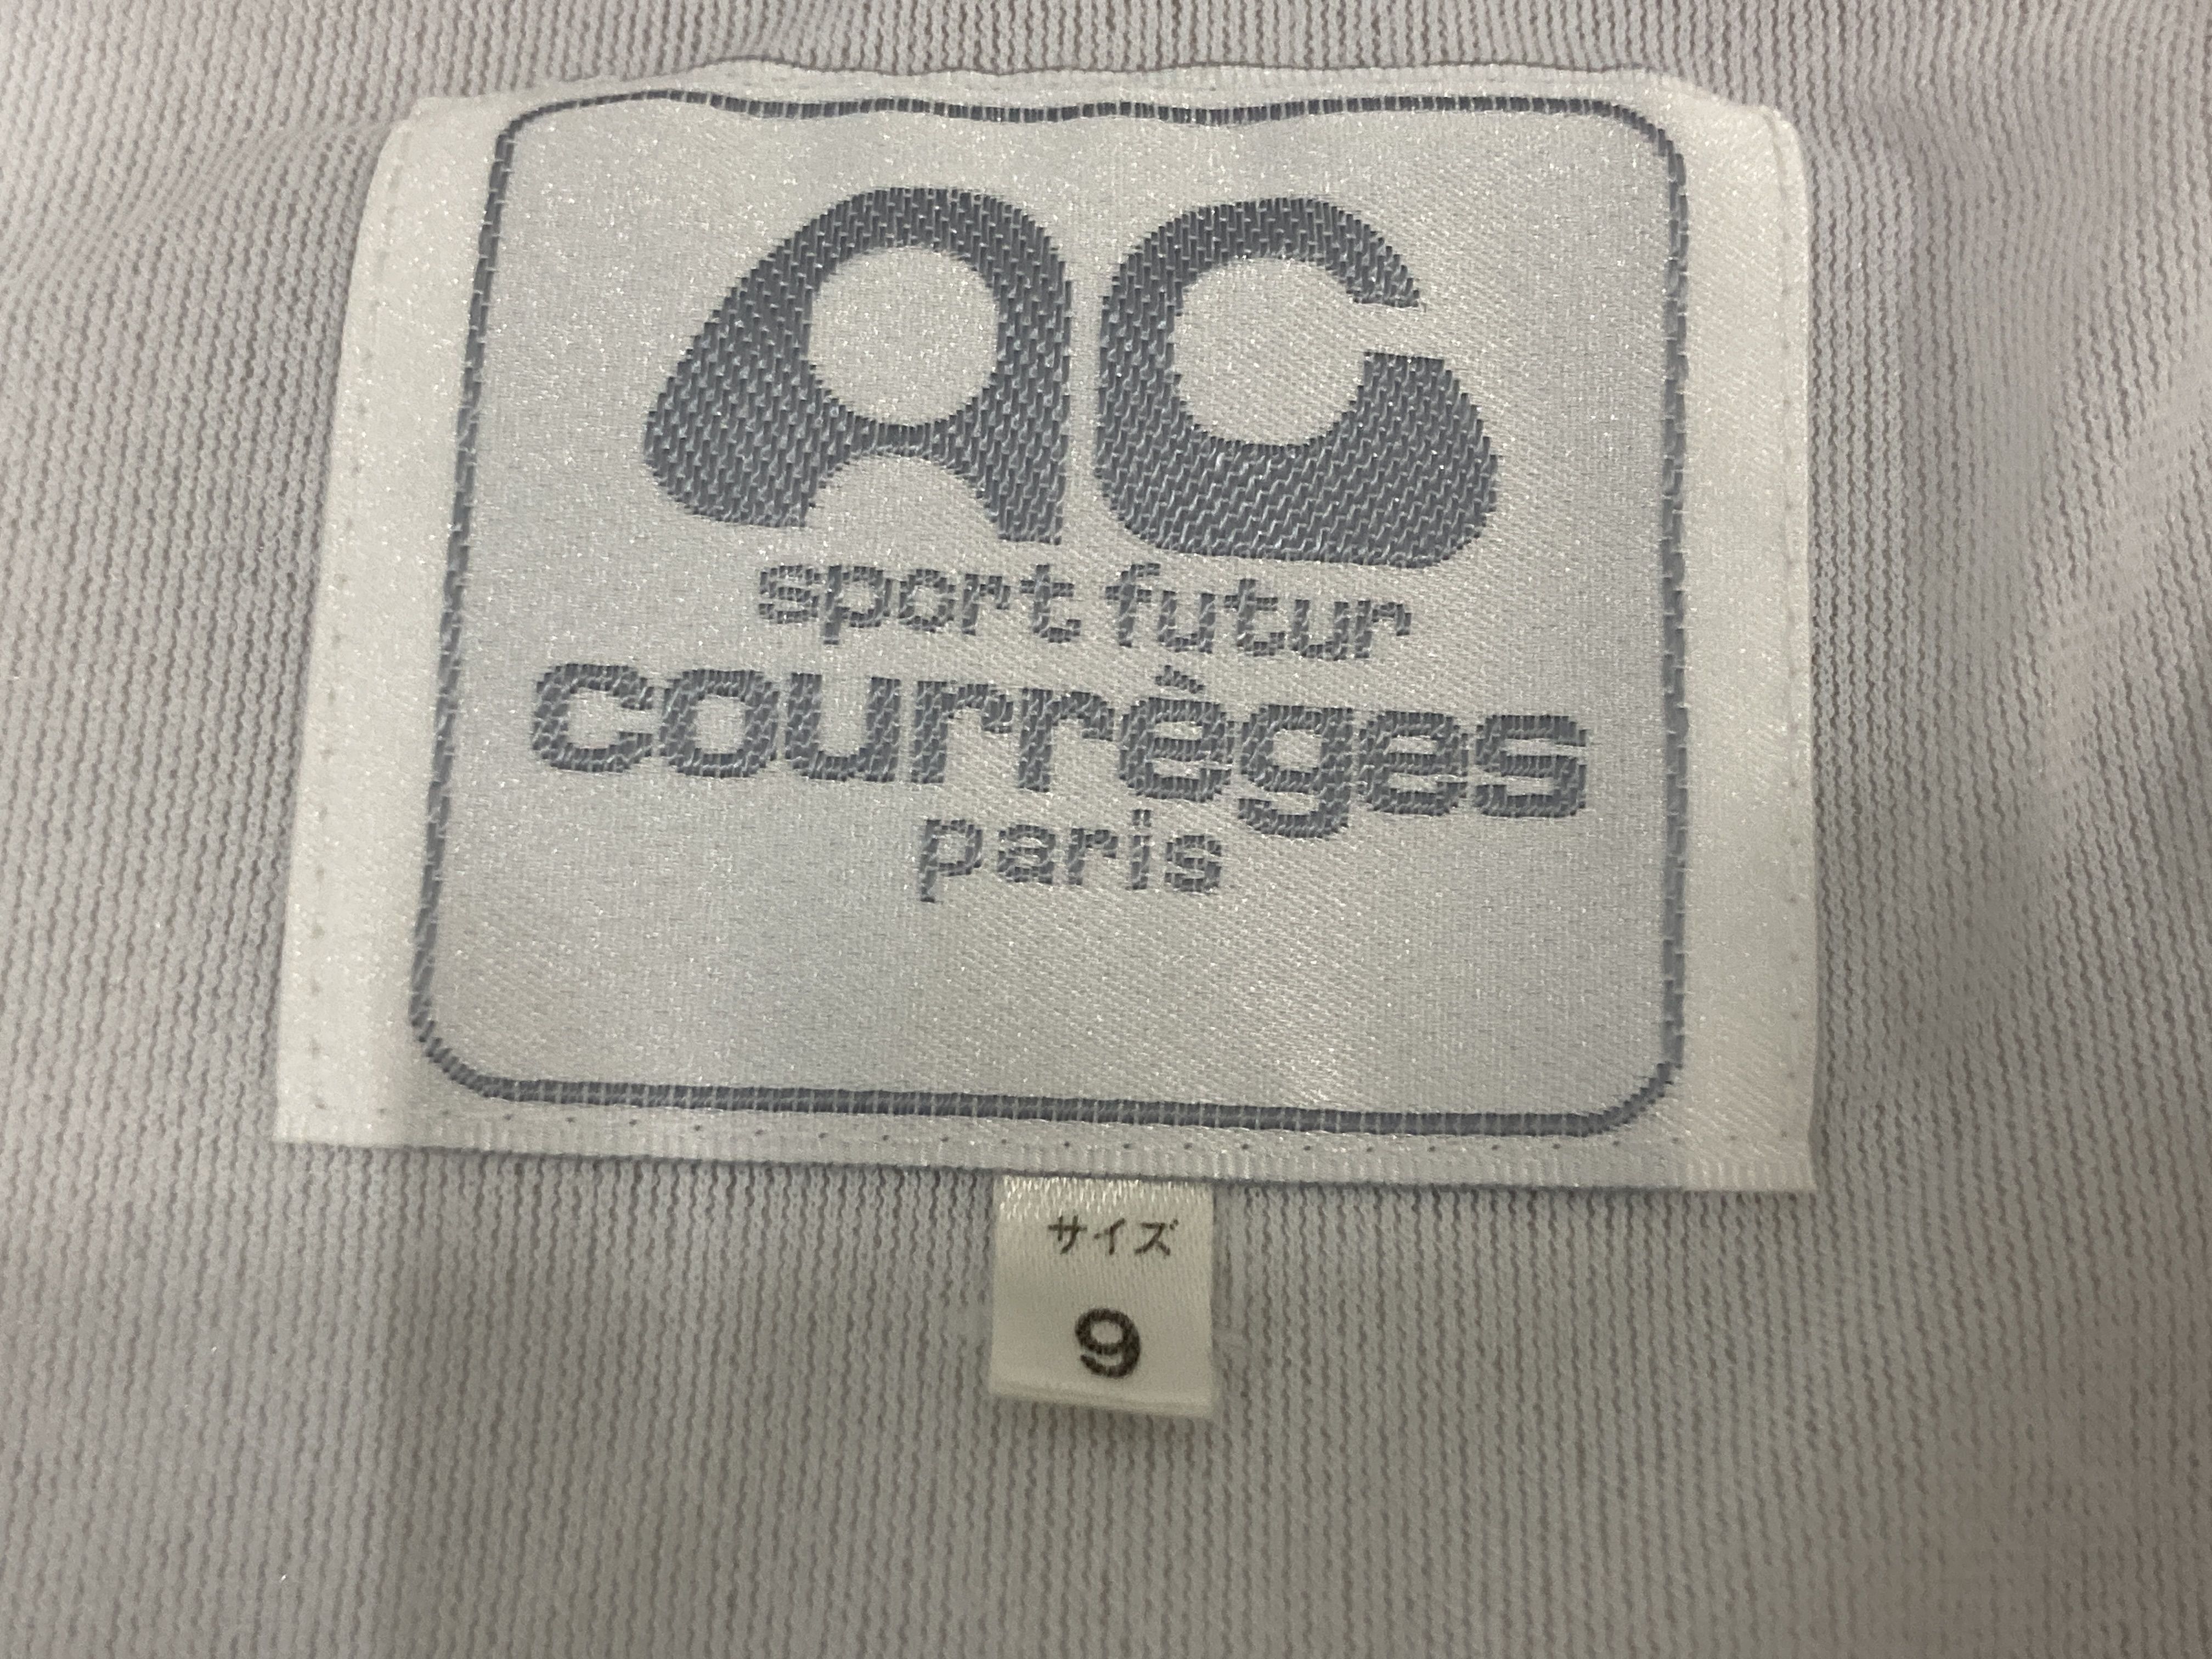 AC
sport futur
courrèges
paris
サイズ
9